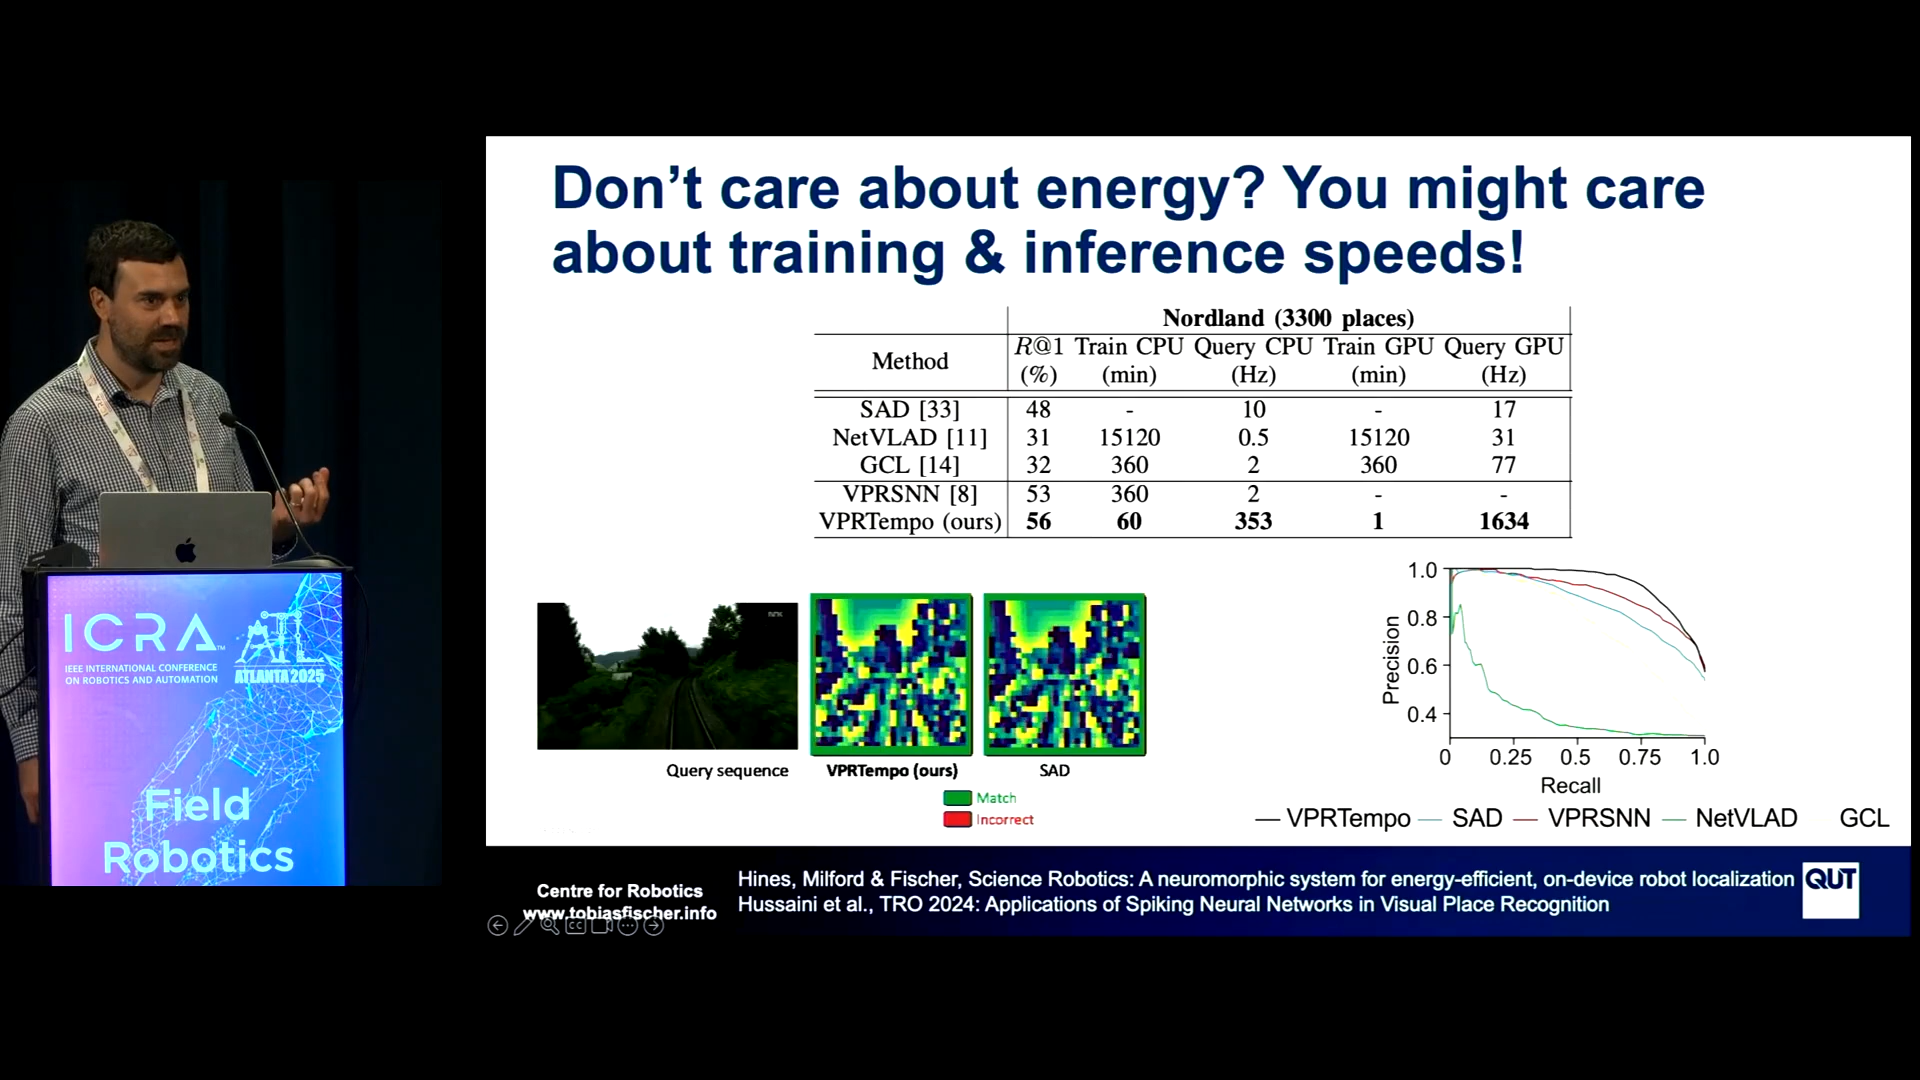 Don't care about energy? You might care
about training & inference speeds!
Nordland (3300 places)
Method R@1 Train CPU Query CPU Train GPU Query GPU
(%) (min) (Hz) (min) (Hz)
SAD [33] 48 - 10 - 17
NetVLAD [11] 31 15120 0.5 15120 31
GCL [14] 32 360 2 360 77
VPRSNN [8] 53 360 2 - -
VPRTempo (ours) 56 60 353 1 1634
Query sequence
VPRTempo (ours)
SAD
Match
Incorrect
Precision
1.0
0.8
0.6
0.4
0 0.25 0.5 0.75 1.0
Recall
VPRTempo SAD VPRSNN NetVLAD GCL
Centre for Robotics
www.tobiasfischer.info
Hines, Milford & Fischer, Science Robotics: A neuromorphic system for energy-efficient, on-device robot localization
Hussaini et al., TRO 2024: Applications of Spiking Neural Networks in Visual Place Recognition
QUT
ICRA
IEEE INTERNATIONAL CONFERENCE
ON ROBOTICS AND AUTOMATION
ATL
ATLANTA 2025
Field
Robotics